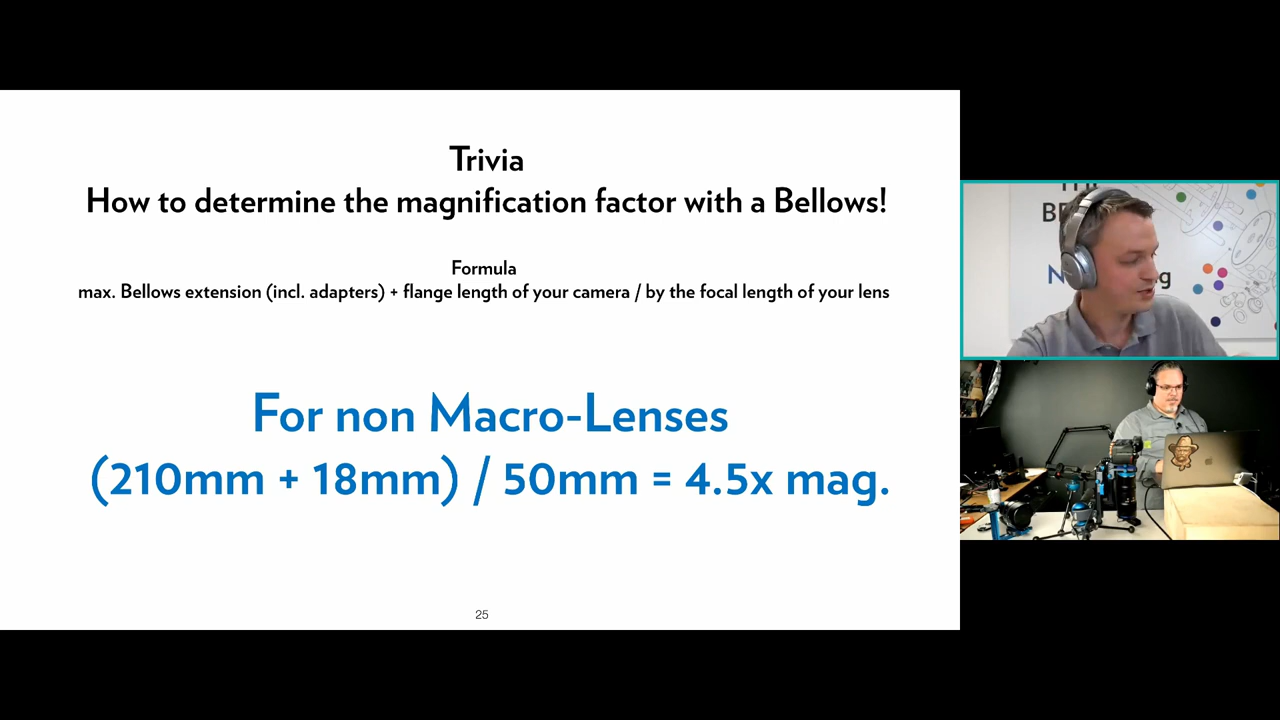 Trivia
How to determine the magnification factor with a Bellows!
Formula
max. Bellows extension (incl. adapters) + flange length of your camera / by the focal length of your lens
For non Macro-Lenses
(210mm + 18mm) / 50mm = 4.5x mag.
25